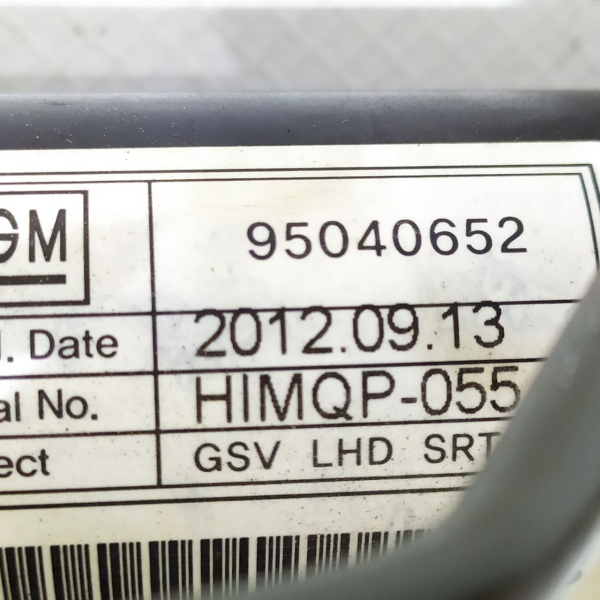 GM 95040652
. Date 2012.09.13
al No. HIMQP-055
ect GSV LHD SRT